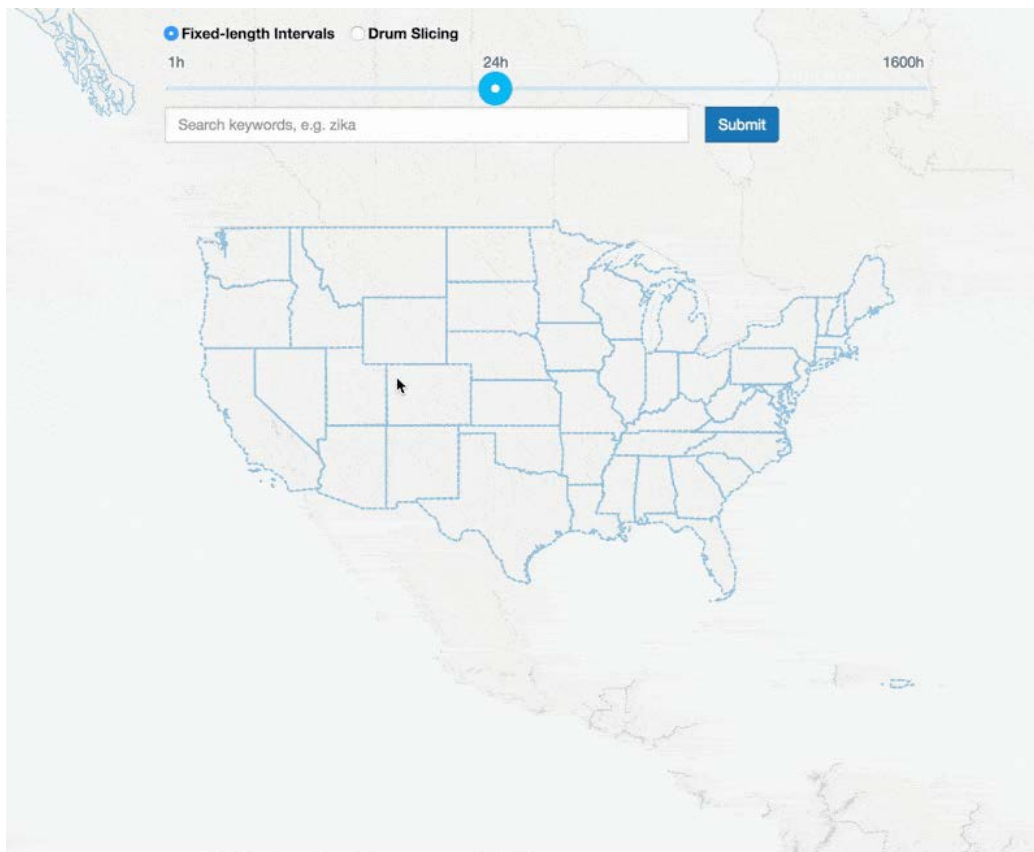 Fixed-length Intervals Drum Slicing
1h 24h 1600h
Search keywords, e.g. zika Submit